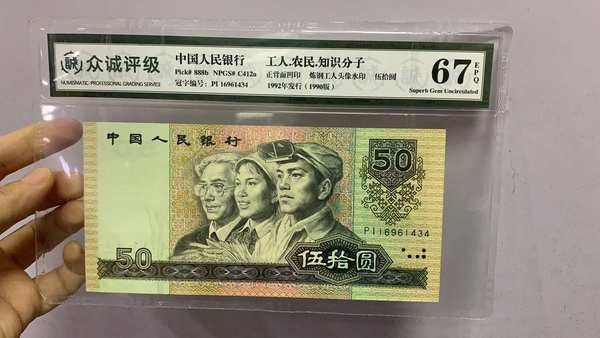 众诚评级
NUMISMATIC PROFESSIONAL GRADING SERVICE
中国人民银行 工人.农民.知识分子
Pick# 888b NPGS# C412a 正背面凹印 炼钢工人头像水印 伍拾圆
冠字编号: PI 16961434 1992年发行（1990版）
67 EPQ
Superb Gem Uncirculated
中国人民银行
50
PI16961434
50
伍拾圆